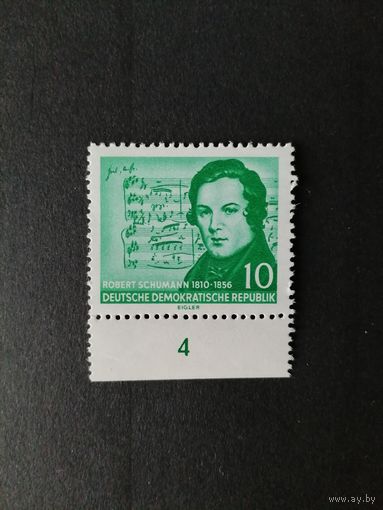 10
ROBERT SCHUMANN 1810-1856
DEUTSCHE DEMOKRATISCHE REPUBLIK
EIGLER
4
www.ay.by